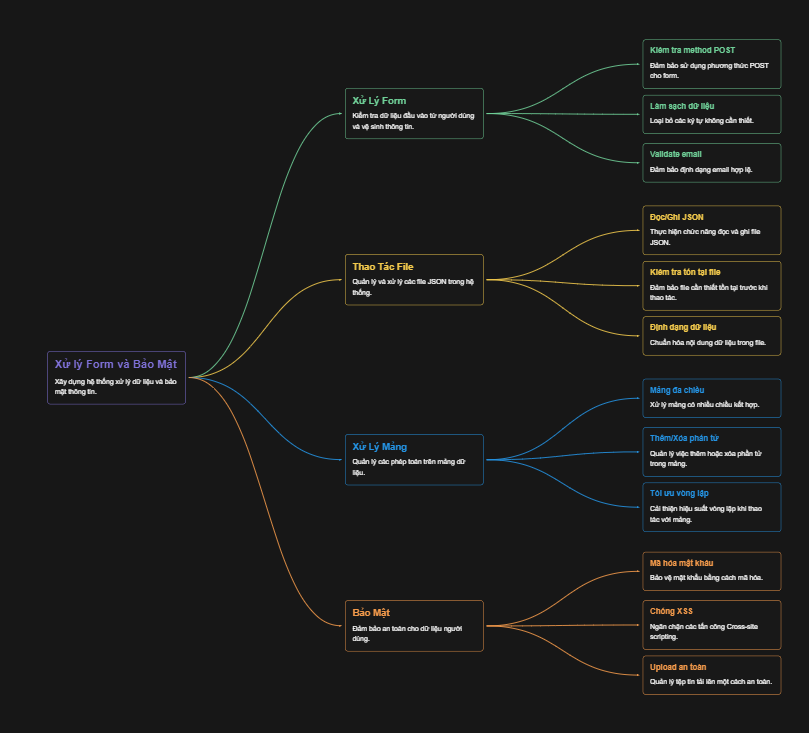 Xử lý Form và Bảo Mật
Xây dựng hệ thống xử lý dữ liệu và bảo
mật thông tin.
Xử Lý Form
Kiểm tra dữ liệu đầu vào từ người dùng
và vệ sinh thông tin.
Kiểm tra method POST
Đảm bảo sử dụng phương thức POST
cho form.
Làm sạch dữ liệu
Loại bỏ các ký tự không cần thiết.
Validate email
Đảm bảo định dạng email hợp lệ.
Thao Tác File
Quản lý và xử lý các file JSON trong hệ
thống.
Đọc/Ghi JSON
Thực hiện chức năng đọc và ghi file
JSON.
Kiểm tra tồn tại file
Đảm bảo file cần thiết tồn tại trước khi
thao tác.
Định dạng dữ liệu
Chuẩn hóa nội dung dữ liệu trong file.
Xử Lý Mảng
Quản lý các phép toán trên mảng dữ
liệu.
Mảng đa chiều
Xử lý mảng có nhiều chiều kết hợp.
Thêm/Xóa phần tử
Quản lý việc thêm hoặc xóa phần tử
trong mảng.
Tối ưu vòng lặp
Cải thiện hiệu suất vòng lặp khi thao
tác với mảng.
Bảo Mật
Đảm bảo an toàn cho dữ liệu người
dùng.
Mã hóa mật khẩu
Bảo vệ mật khẩu bằng cách mã hóa.
Chống XSS
Ngăn chặn các tấn công Cross-site
scripting.
Upload an toàn
Quản lý tệp tin tải lên một cách an toàn.